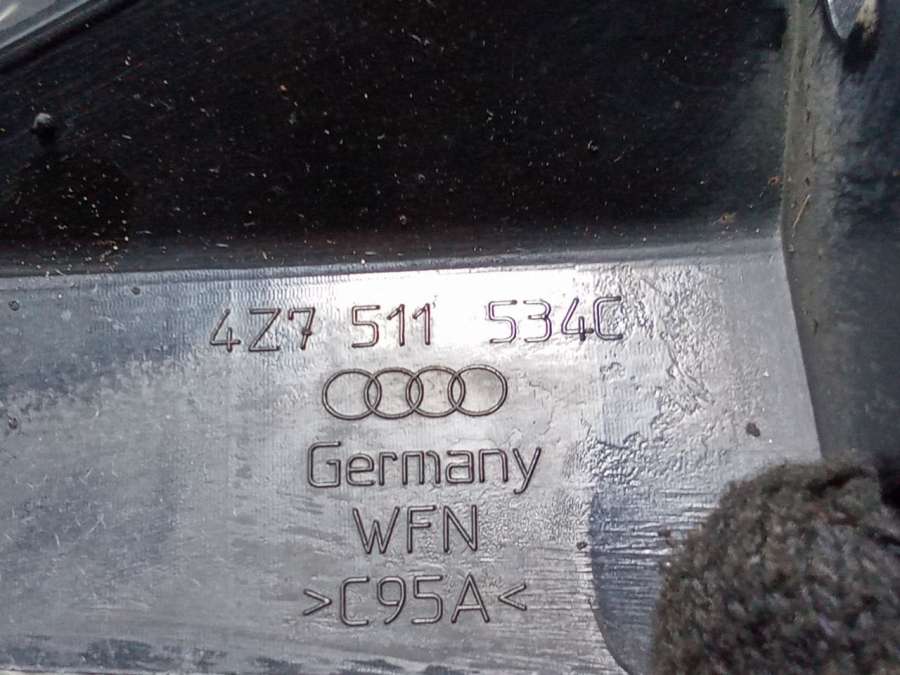 4Z7 511 534C
Germany
WFN
>C95A<